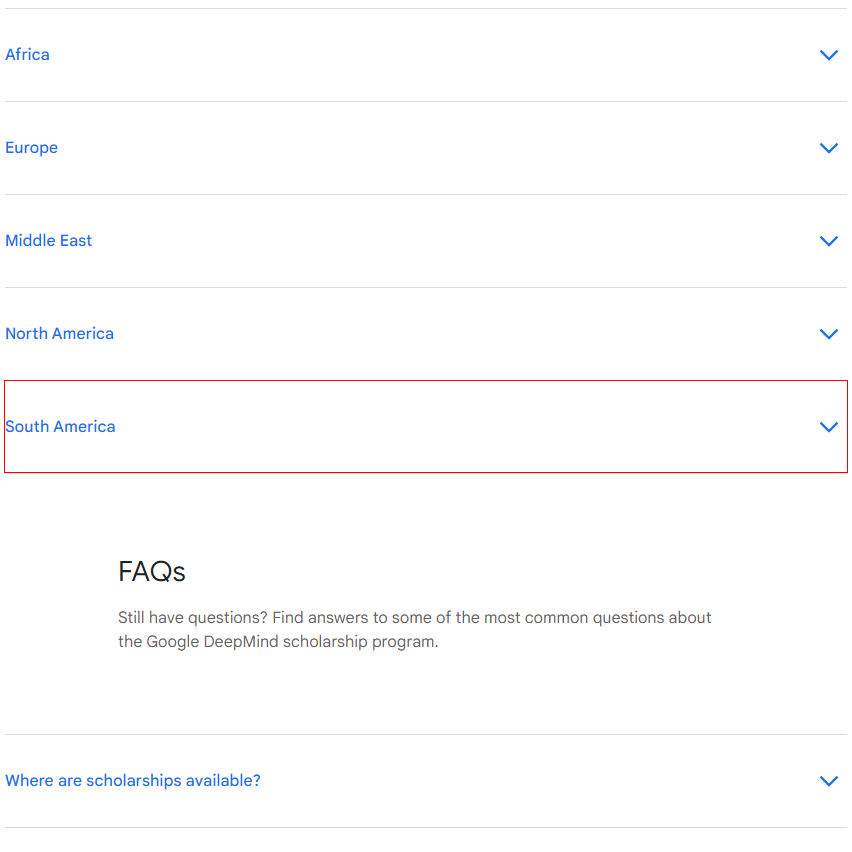 Africa
Europe
Middle East
North America
South America
FAQs
Still have questions? Find answers to some of the most common questions about
the Google DeepMind scholarship program.
Where are scholarships available?